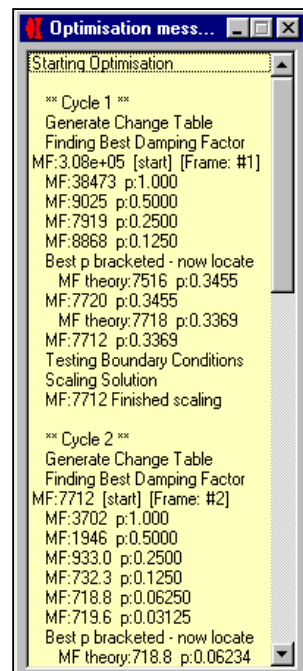 Optimisation mess...
Starting Optimisation
** Cycle 1 **
Generate Change Table
Finding Best Damping Factor
MF:3.08e+05 [start] [Frame: #1]
MF:38473 p:1.000
MF:9025 p:0.5000
MF:7919 p:0.2500
MF:8868 p:0.1250
Best p bracketed - now locate
MF theory:7516 p:0.3455
MF:7720 p:0.3455
MF theory:7718 p:0.3369
MF:7712 p:0.3369
Testing Boundary Conditions
Scaling Solution
MF:7712 Finished scaling
** Cycle 2 **
Generate Change Table
Finding Best Damping Factor
MF:7712 [start] [Frame: #2]
MF:3702 p:1.000
MF:1946 p:0.5000
MF:933.0 p:0.2500
MF:732.3 p:0.1250
MF:718.8 p:0.06250
MF:719.6 p:0.03125
Best p bracketed - now locate
MF theory:718.8 p:0.06234